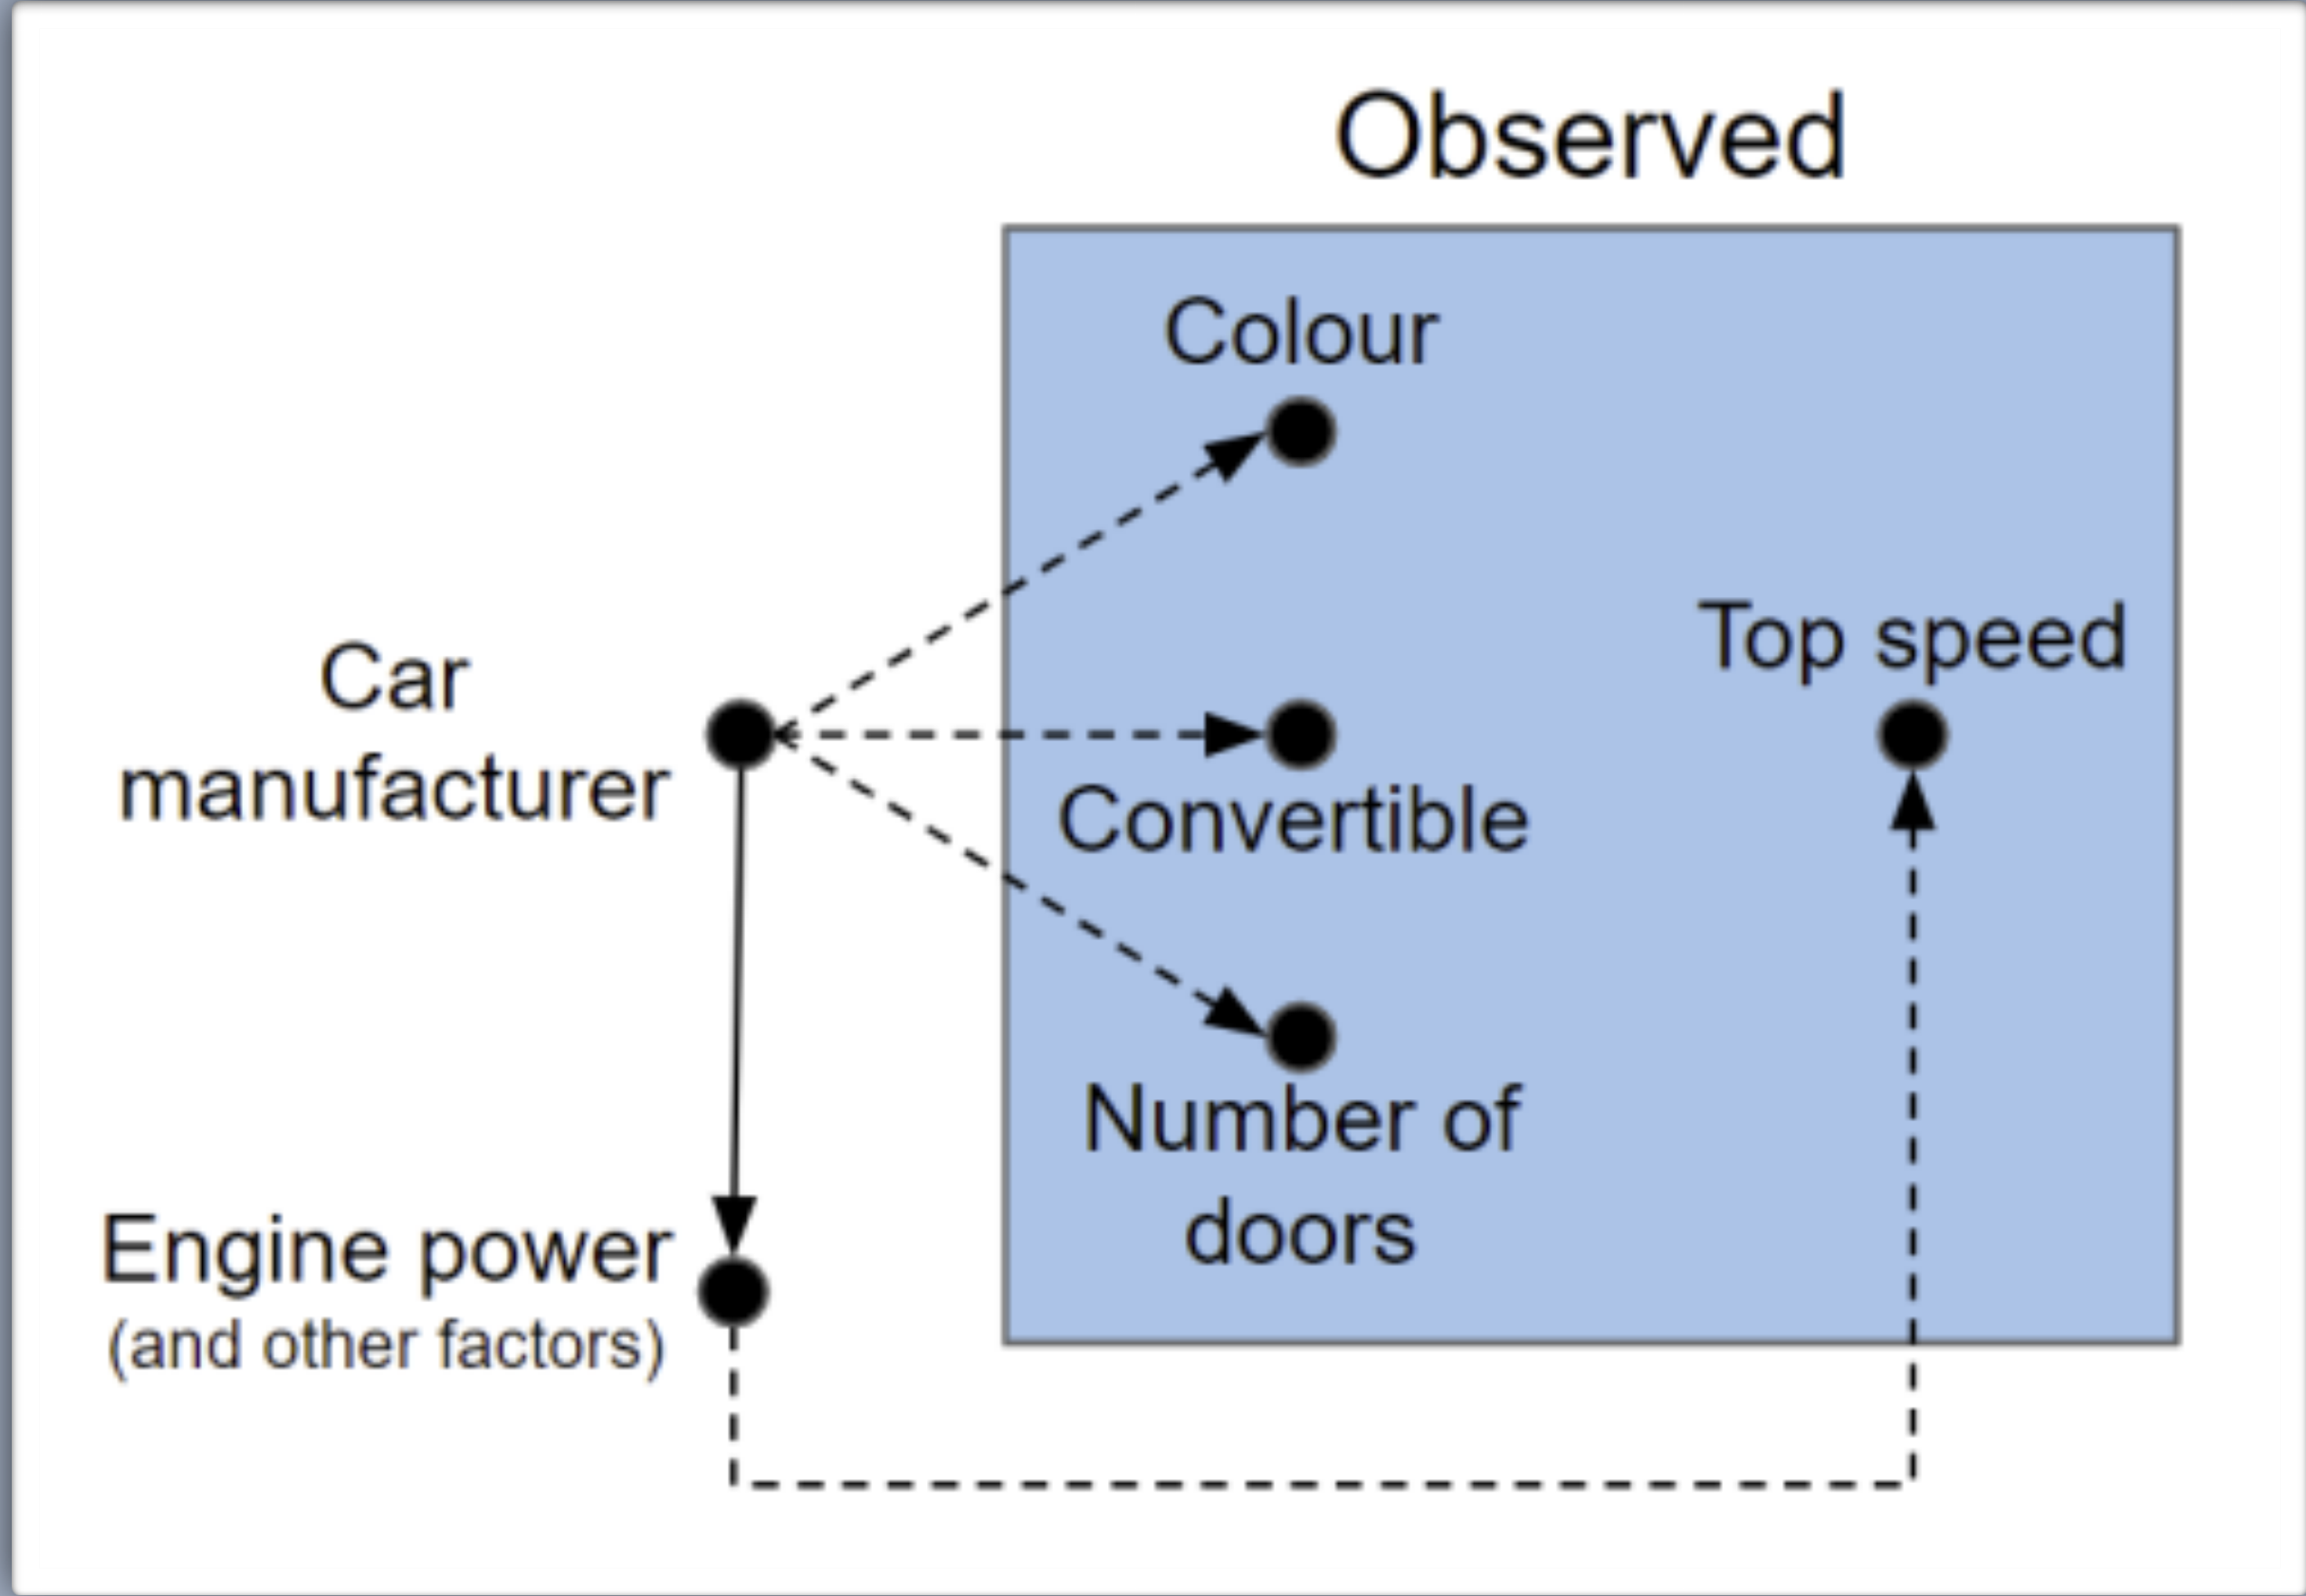 Observed
Colour
Car
manufacturer
Top speed
Convertible
Number of
doors
Engine power
(and other factors)